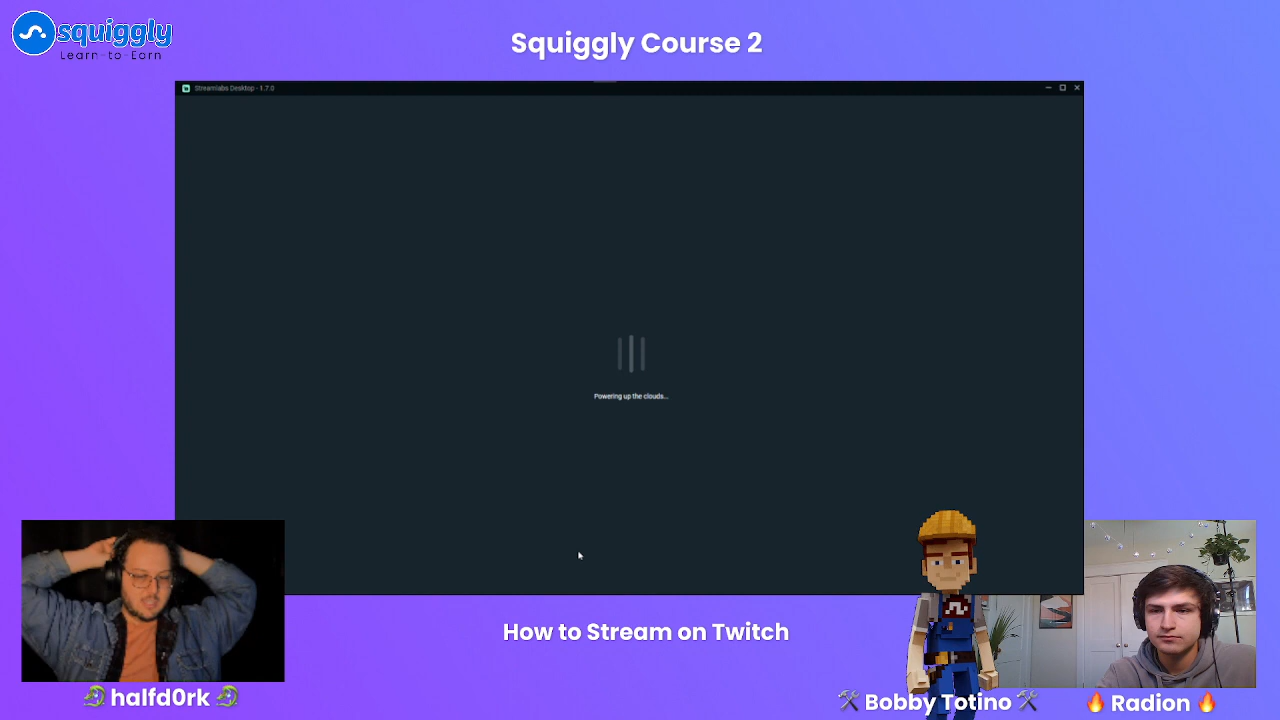 squiggly
Learn-to-Earn
Squiggly Course 2
Streamlabs Desktop - 1.7.0
Powering up the clouds...
How to Stream on Twitch
🐉 halfd0rk 🐉
🛠 Bobby Totino 🛠
🔥 Radion 🔥